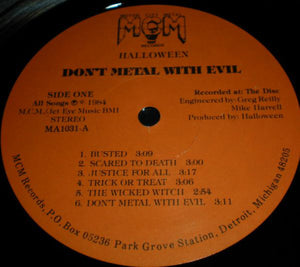 MCM
RECORDS
HALLOWEEN
DON'T METAL WITH EVIL
SIDE ONE
All Songs ℗ © 1984
M.C.M./Jet Eye Music BMI
STEREO
MA1031-A
Recorded at: The Disc
Engineered by: Greg Reilly
Mike Harrell
Produced by: Halloween
1. BUSTED 3:09
2. SCARED TO DEATH 3:00
3. JUSTICE FOR ALL 3:17
4. TRICK OR TREAT 3:06
5. THE WICKED WITCH 2:54
6. DON'T METAL WITH EVIL 3:11
MCM Records, P.O. Box 05236 Park Grove Station, Detroit, Michigan 48205